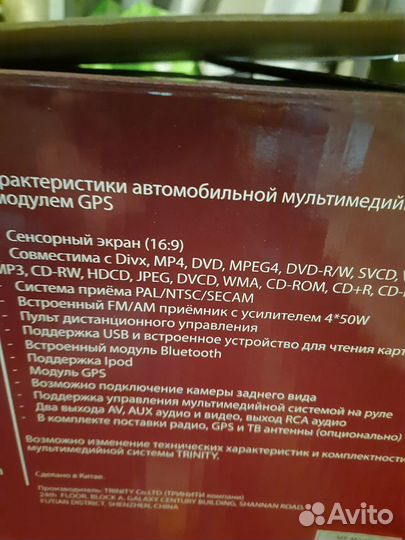 рактеристики автомобильной мультимедий
модулем GPS
Сенсорный экран (16:9)
Совместима с Divx, MP4, DVD, MPEG4, DVD-R/W, SVCD,
MP3, CD-RW, HDCD, JPEG, DVCD, WMA, CD-ROM, CD+R, CD-
- Система приёма PAL/NTSC/SECAM
- Встроенный FM/AM приёмник с усилителем 4*50W
- Пульт дистанционного управления
- Поддержка USB и встроенное устройство для чтения карт
- Встроенный модуль Bluetooth
- Поддержка Ipod
- Модуль GPS
- Возможно подключение камеры заднего вида
- Поддержка управления мультимедийной системой на руле
- Два выхода AV, AUX аудио и видео, выход RCA аудио
- В комплекте поставки радио, GPS и ТВ антенны (опционально)
Возможно изменение технических характеристик и комплектности
мультимедийной системы TRINITY.
Сделано в Китае.
Производитель: TRINITY Co.LTD (ТРИНИТИ компани)
24th FLOOR, BLOCK A, GALAXY CENTURY BUILDING, SHANNAN ROAD
FUTIAN DISTRICT, SHENZHEN, CHINA
Avito